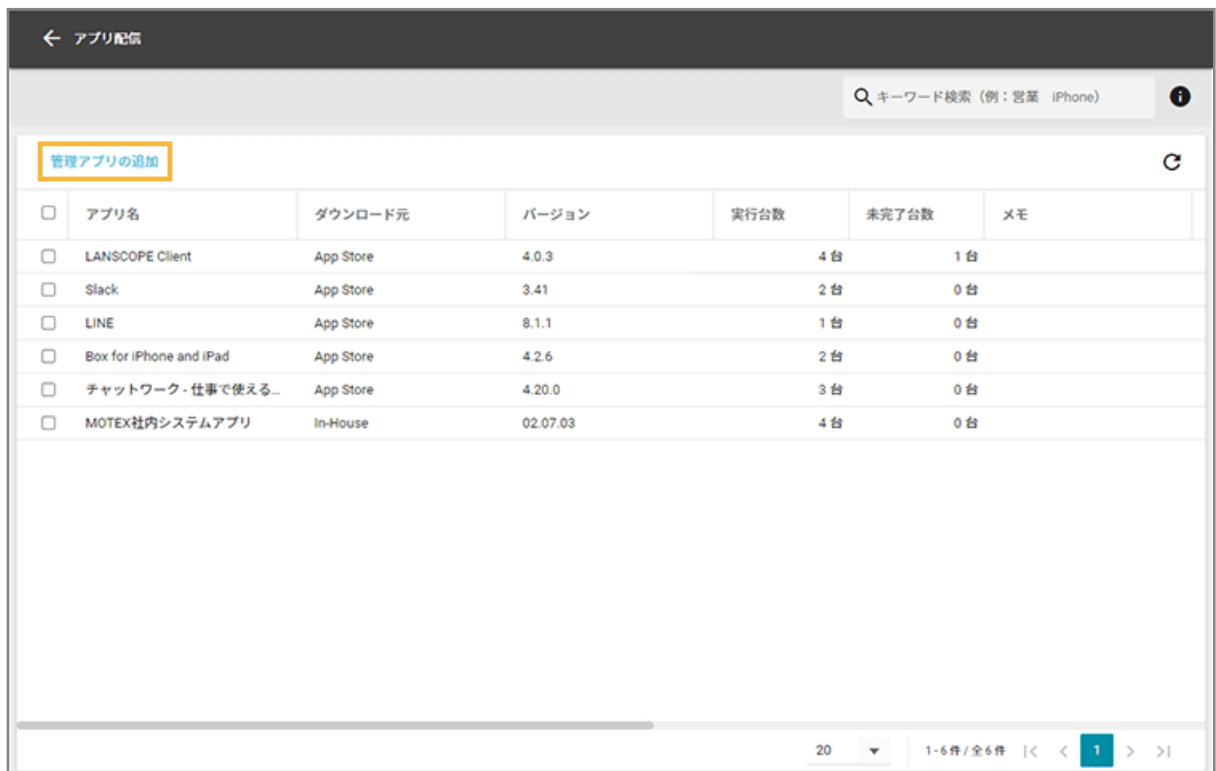 アプリ配信
キーワード検索（例：営業　iPhone）
管理アプリの追加
アプリ名 ダウンロード元 バージョン 実行台数 未完了台数 メモ
LANSCOPE Client App Store 4.0.3 4 台 1 台
Slack App Store 3.41 2 台 0 台
LINE App Store 8.1.1 1 台 0 台
Box for iPhone and iPad App Store 4.2.6 2 台 0 台
チャットワーク - 仕事で使える... App Store 4.20.0 3 台 0 台
MOTEX社内システムアプリ In-House 02.07.03 4 台 0 台
20 1-6件/全6件 1